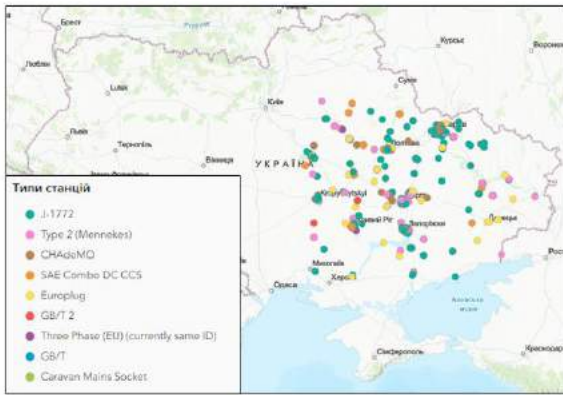 Брест
Люблін
Луцьк
Львів
Тернопіль
Вінниця
Київ
Суми
Курськ
Воронеж
УКРАЇНА
Полтава
Кривий Ріг
Запоріжжя
Донецьк
Миколаїв
Одеса
Сімферополь
Краснодар
Типи станцій
J-1772
Type 2 (Mennekes)
CHAdeMO
SAE Combo DC CCS
Europlug
GB/T 2
Three Phase (EU) (currently same ID)
GB/T
Caravan Mains Socket